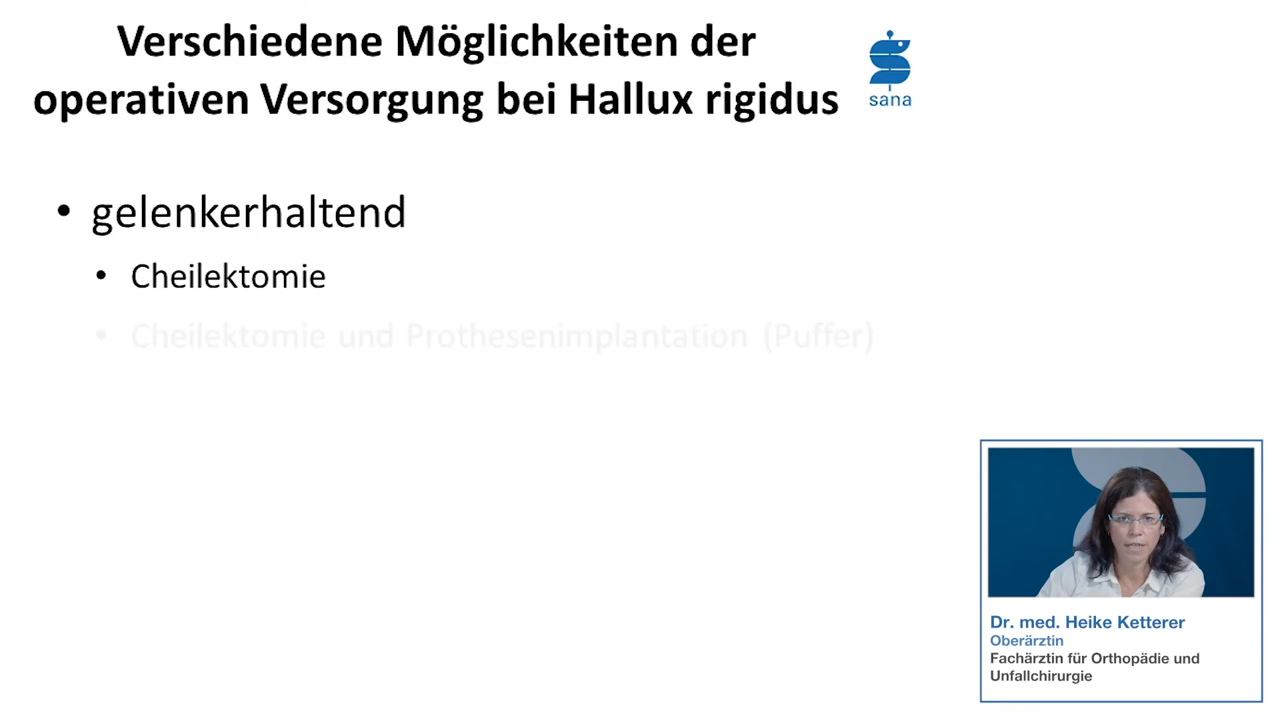 Verschiedene Möglichkeiten der
operativen Versorgung bei Hallux rigidus
sana
• gelenkerhaltend
• Cheilektomie
• Cheilektomie und Prothesenimplantation (Puffer)
Dr. med. Heike Ketterer
Oberärztin
Fachärztin für Orthopädie und
Unfallchirurgie